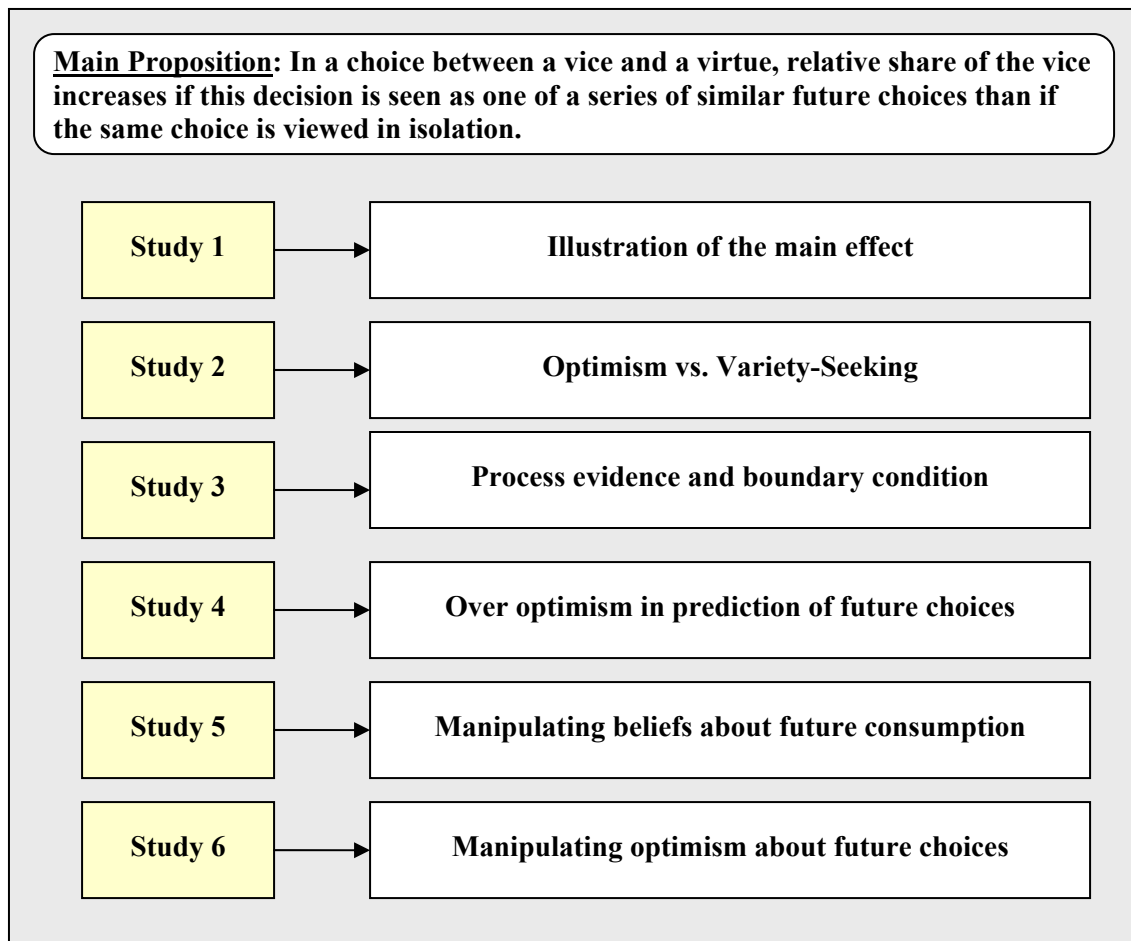 Main Proposition: In a choice between a vice and a virtue, relative share of the vice
increases if this decision is seen as one of a series of similar future choices than if
the same choice is viewed in isolation.
Study 1
Illustration of the main effect
Study 2
Optimism vs. Variety-Seeking
Study 3
Process evidence and boundary condition
Study 4
Over optimism in prediction of future choices
Study 5
Manipulating beliefs about future consumption
Study 6
Manipulating optimism about future choices